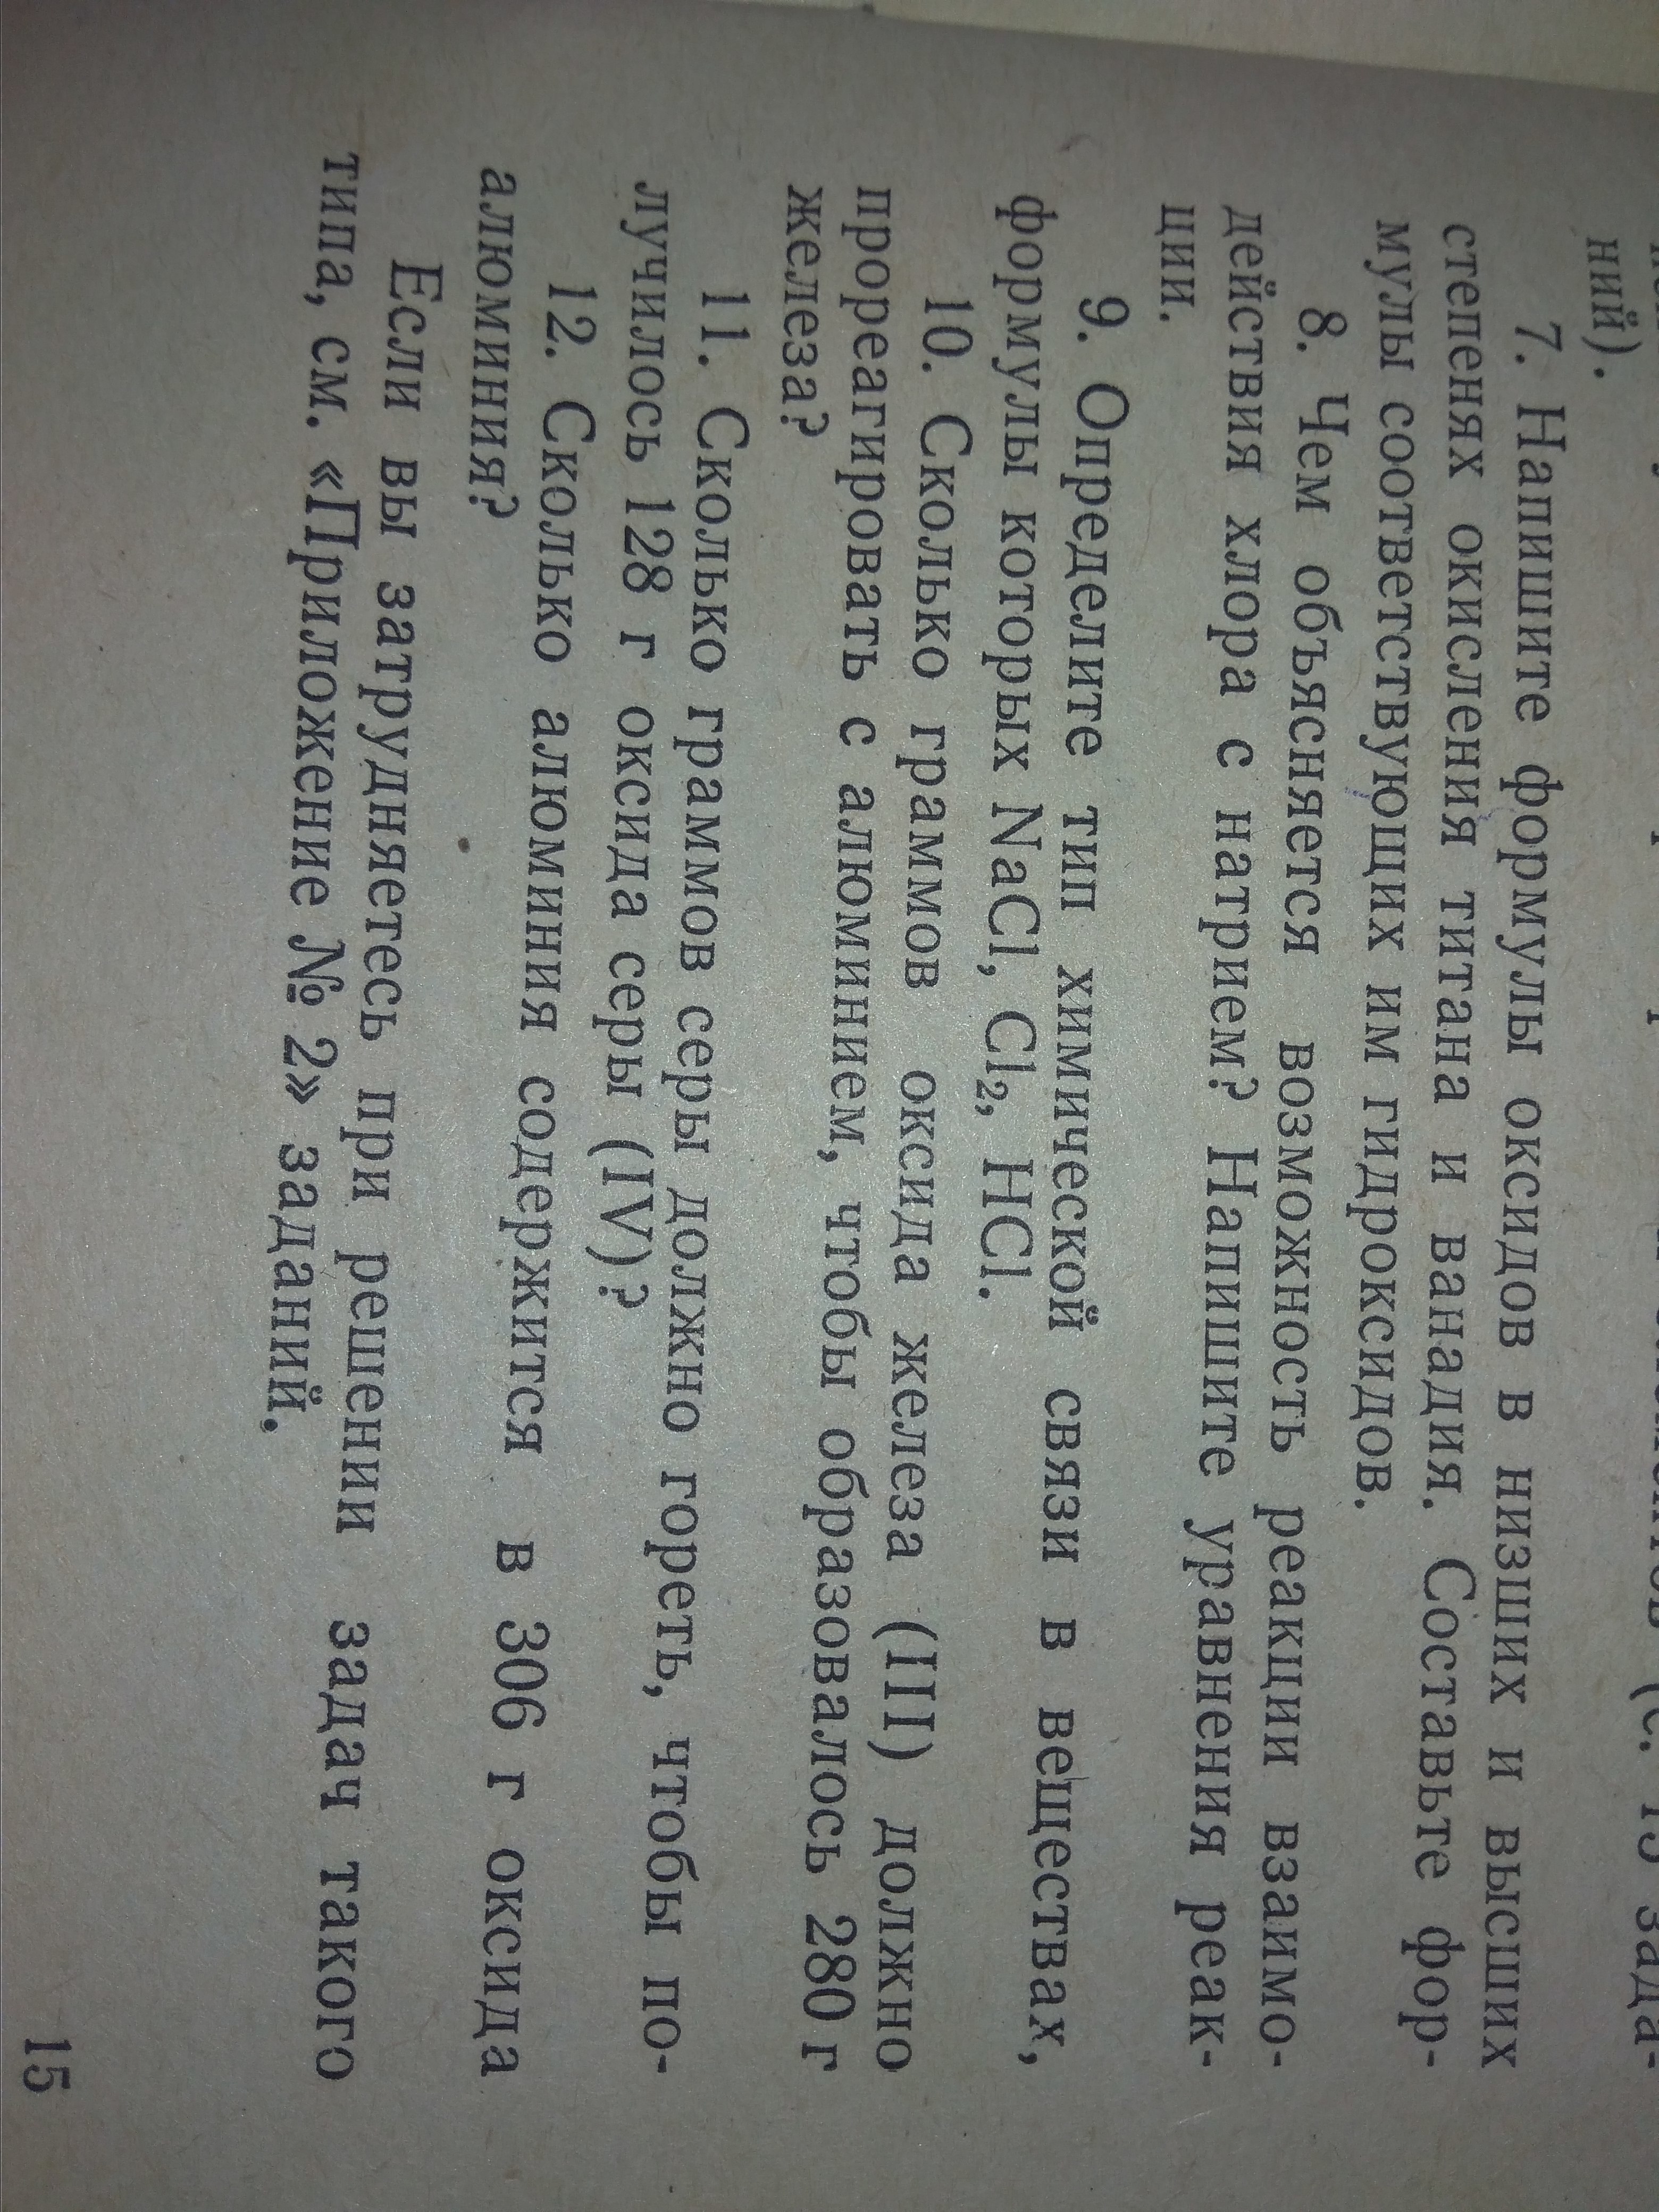 ний).
7. Напишите формулы оксидов в низших и высших
степенях окисления титана и ванадия. Составьте фор-
мулы соответствующих им гидроксидов.
8. Чем объясняется возможность реакции взаимо-
действия хлора с натрием? Напишите уравнения реак-
ции.
9. Определите тип химической связи в веществах,
формулы которых NaCl, Cl₂, HCl.
10. Сколько граммов оксида железа (III) должно
прореагировать с алюминием, чтобы образовалось 280 г
железа?
11. Сколько граммов серы должно гореть, чтобы по-
лучилось 128 г оксида серы (IV)?
12. Сколько алюминия содержится в 306 г оксида
алюминия?
Если вы затрудняетесь при решении задач такого
типа, см. «Приложение № 2» заданий.
15